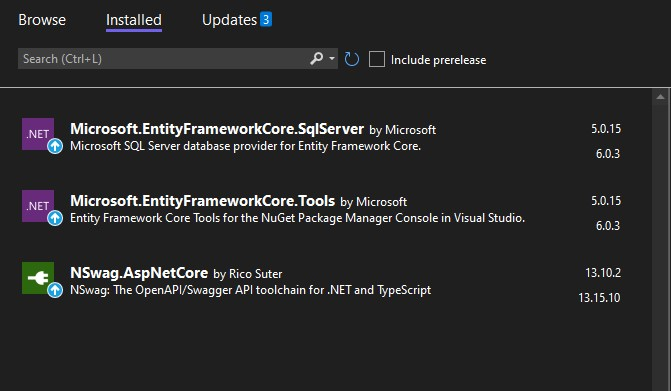 Browse Installed Updates 3
Search (Ctrl+L) Include prerelease
.NET Microsoft.EntityFrameworkCore.SqlServer by Microsoft 5.0.15
Microsoft SQL Server database provider for Entity Framework Core. 6.0.3
.NET Microsoft.EntityFrameworkCore.Tools by Microsoft 5.0.15
Entity Framework Core Tools for the NuGet Package Manager Console in Visual Studio. 6.0.3
NSwag.AspNetCore by Rico Suter 13.10.2
NSwag: The OpenAPI/Swagger API toolchain for .NET and TypeScript 13.15.10